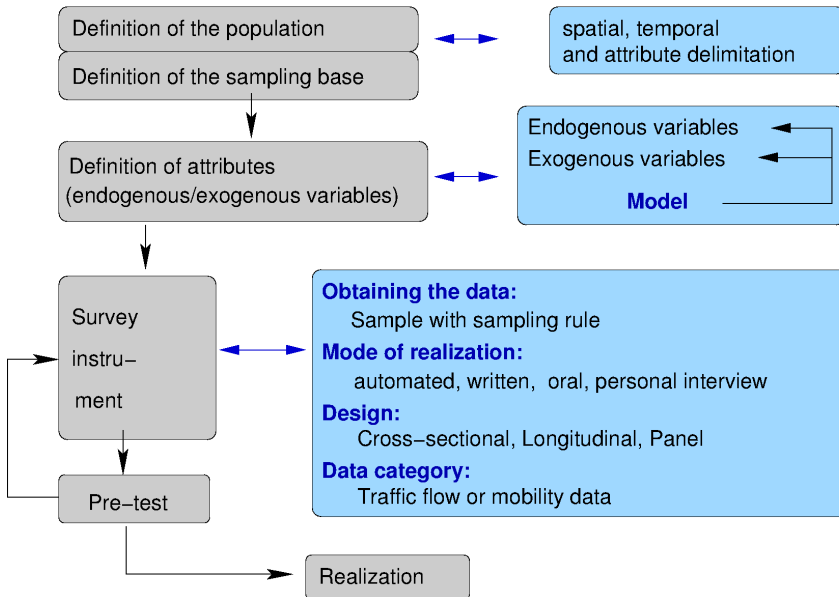 Definition of the population
spatial, temporal
and attribute delimitation
Definition of the sampling base
Definition of attributes
(endogenous/exogenous variables)
Endogenous variables
Exogenous variables
Model
Survey
instru−
ment
Obtaining the data:
Sample with sampling rule
Mode of realization:
automated, written, oral, personal interview
Design:
Cross−sectional, Longitudinal, Panel
Data category:
Traffic flow or mobility data
Pre−test
Realization